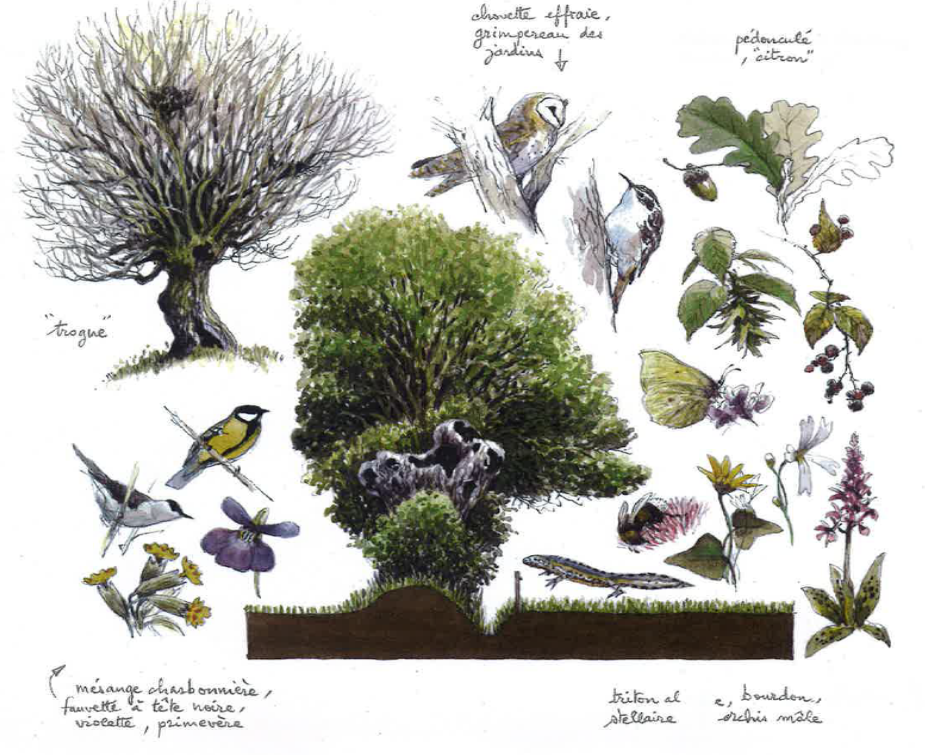 chouette effraie,
grimpereau des
jardins ↓
pédonculé
, "citron"
"trogne"
mésange charbonnière,
fauvette à tête noire,
violette, primevère
triton al
e, bourdon,
stellaire
orchis mâle